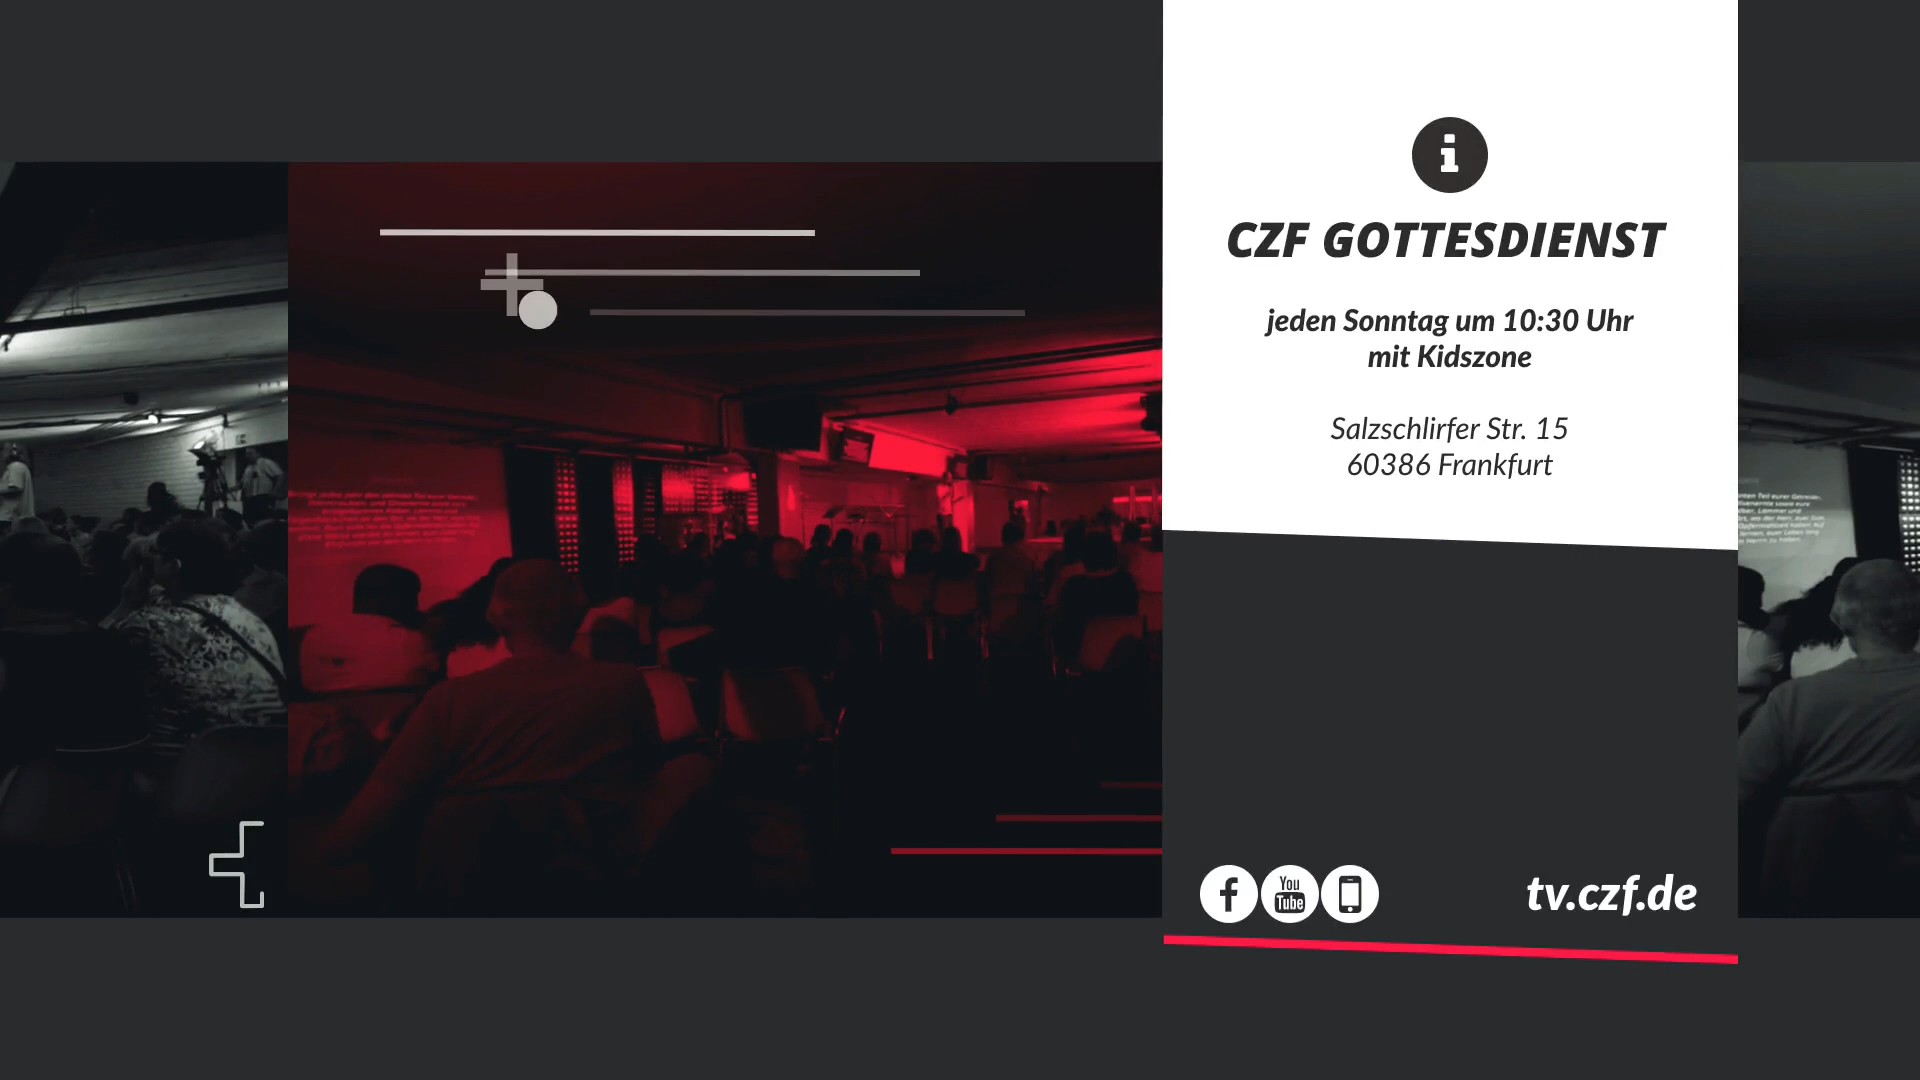 CZF GOTTESDIENST
jeden Sonntag um 10:30 Uhr
mit Kidszone
Salzschlirfer Str. 15
60386 Frankfurt
You
Tube
tv.czf.de